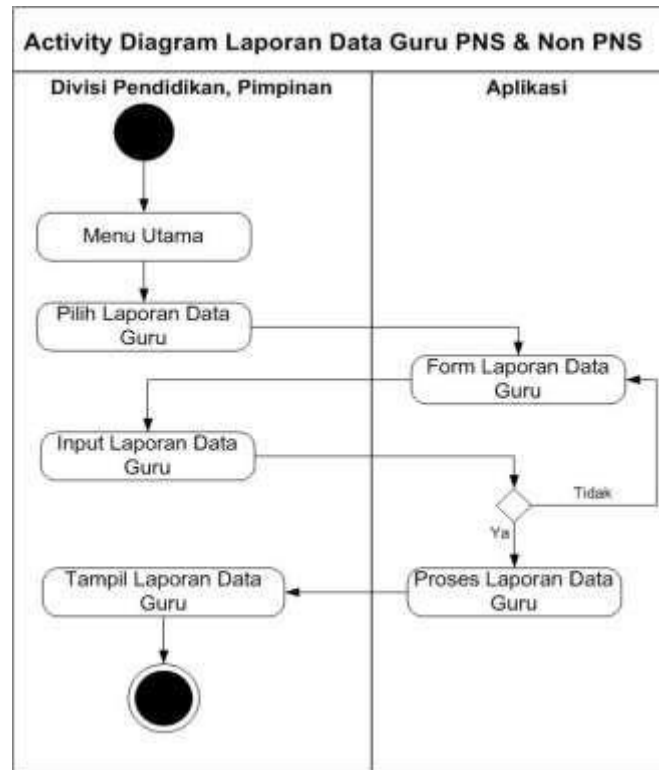 Activity Diagram Laporan Data Guru PNS & Non PNS
Divisi Pendidikan, Pimpinan
Aplikasi
Menu Utama
Pilih Laporan Data
Guru
Form Laporan Data
Guru
Input Laporan Data
Guru
Tidak
Ya
Proses Laporan Data
Guru
Tampil Laporan Data
Guru